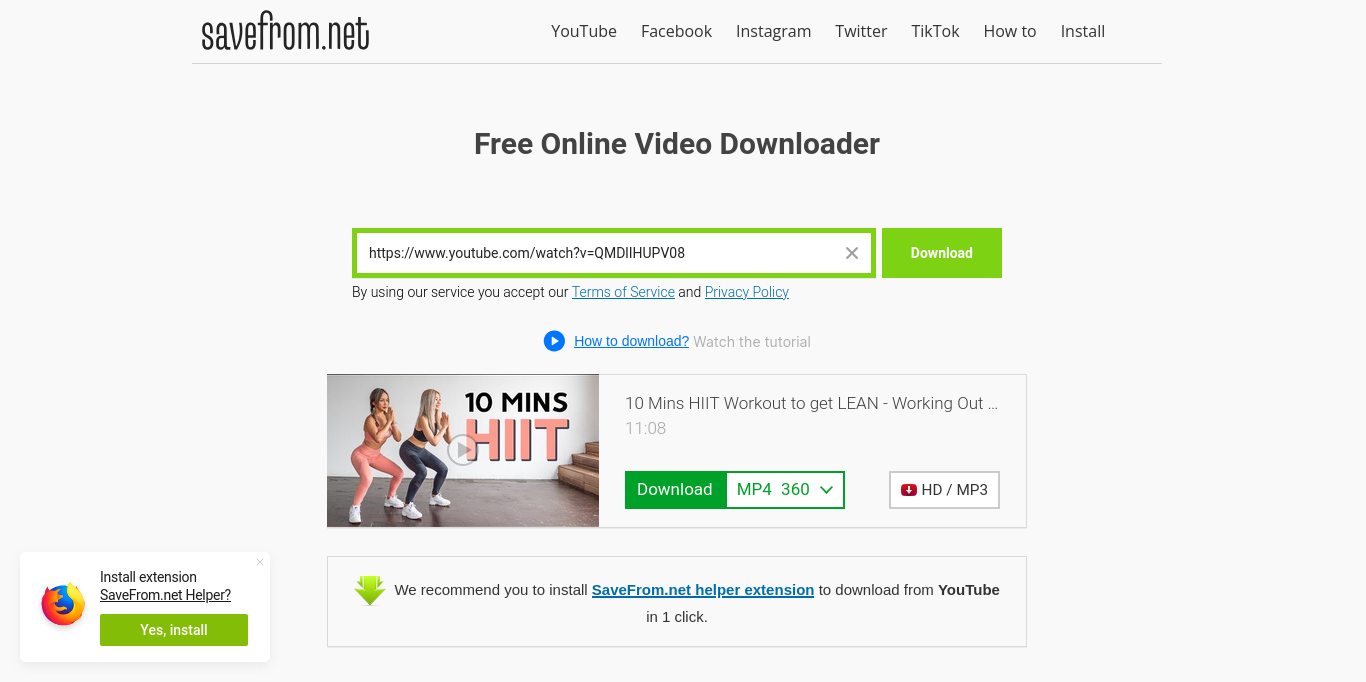 savefrom.net
YouTube Facebook Instagram Twitter TikTok How to Install
Free Online Video Downloader
https://www.youtube.com/watch?v=QMDIIHUPV08
Download
By using our service you accept our Terms of Service and Privacy Policy
How to download? Watch the tutorial
10 MINS
HIIT
10 Mins HIIT Workout to get LEAN - Working Out ...
11:08
Download MP4 360
HD / MP3
We recommend you to install SaveFrom.net helper extension to download from YouTube
in 1 click.
Install extension
SaveFrom.net Helper?
Yes, install